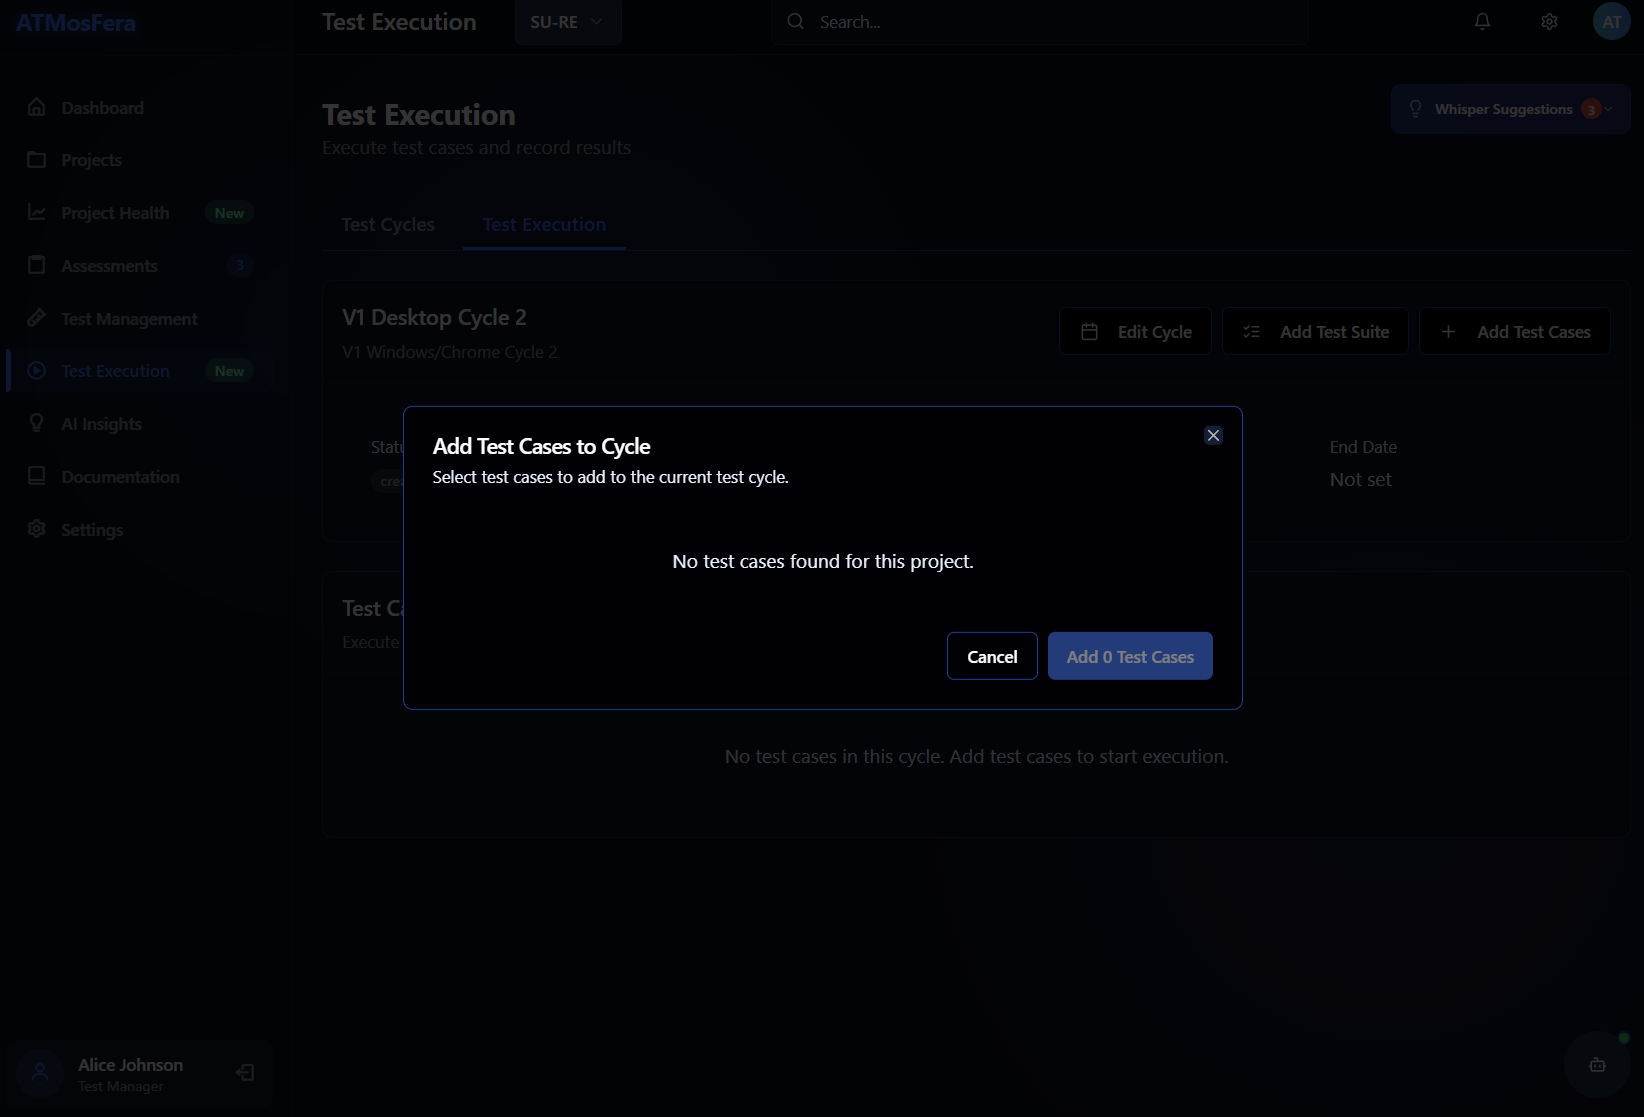 ATMosFera
Test Execution
SU-RE
Search...
AT
Dashboard
Projects
Project Health New
Assessments 3
Test Management
Test Execution New
AI Insights
Documentation
Settings
Test Execution
Execute test cases and record results
Whisper Suggestions 3
Test Cycles Test Execution
V1 Desktop Cycle 2
V1 Windows/Chrome Cycle 2
Edit Cycle Add Test Suite Add Test Cases
End Date
Not set
Add Test Cases to Cycle
Select test cases to add to the current test cycle.
No test cases found for this project.
Cancel Add 0 Test Cases
Test
Execute
No test cases in this cycle. Add test cases to start execution.
Alice Johnson
Test Manager